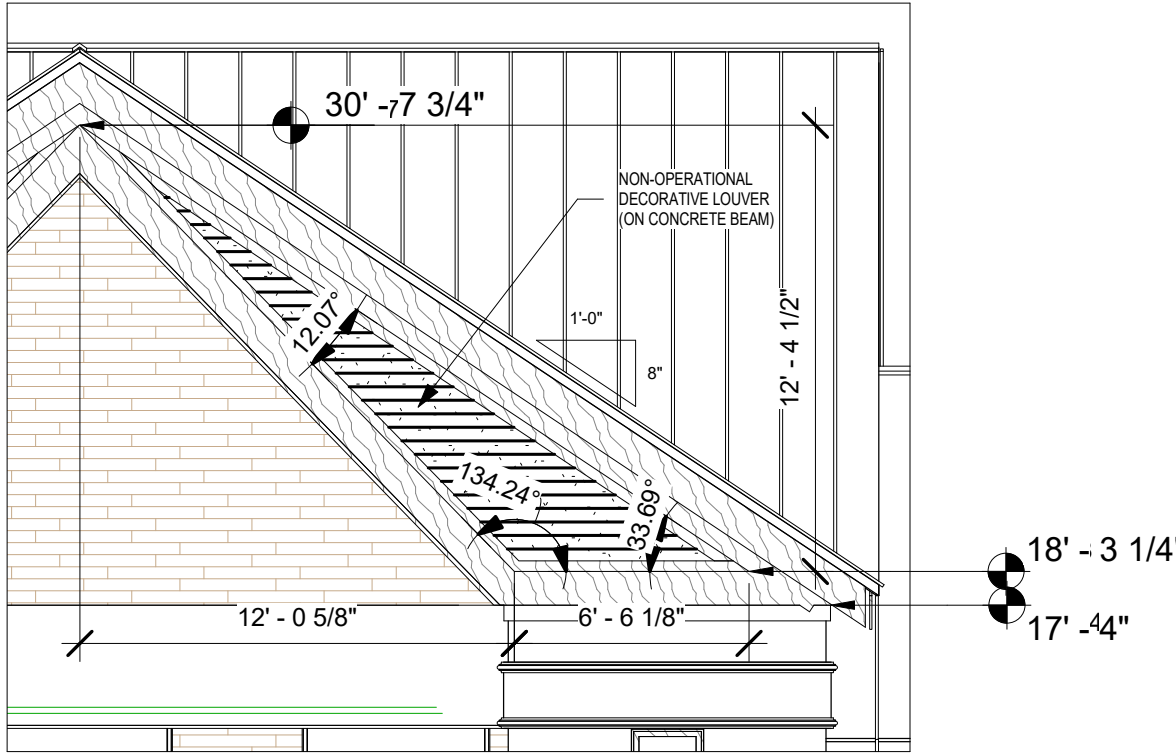 30' - 7 3/4"
NON-OPERATIONAL
DECORATIVE LOUVER
(ON CONCRETE BEAM)
12.07°
1'-0"
8"
12' - 4 1/2"
134.24°
33.69°
18' - 3 1/4"
12' - 0 5/8"
6' - 6 1/8"
17' - 4"